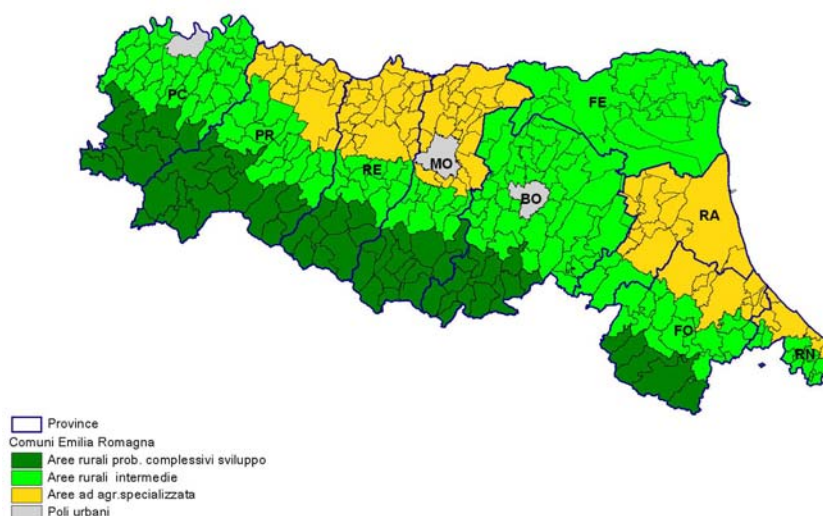 PC
PR
RE
MO
FE
BO
RA
FO
RN
Province
Comuni Emilia Romagna
Aree rurali prob. complessivi sviluppo
Aree rurali intermedie
Aree ad agr.specializzata
Poli urbani